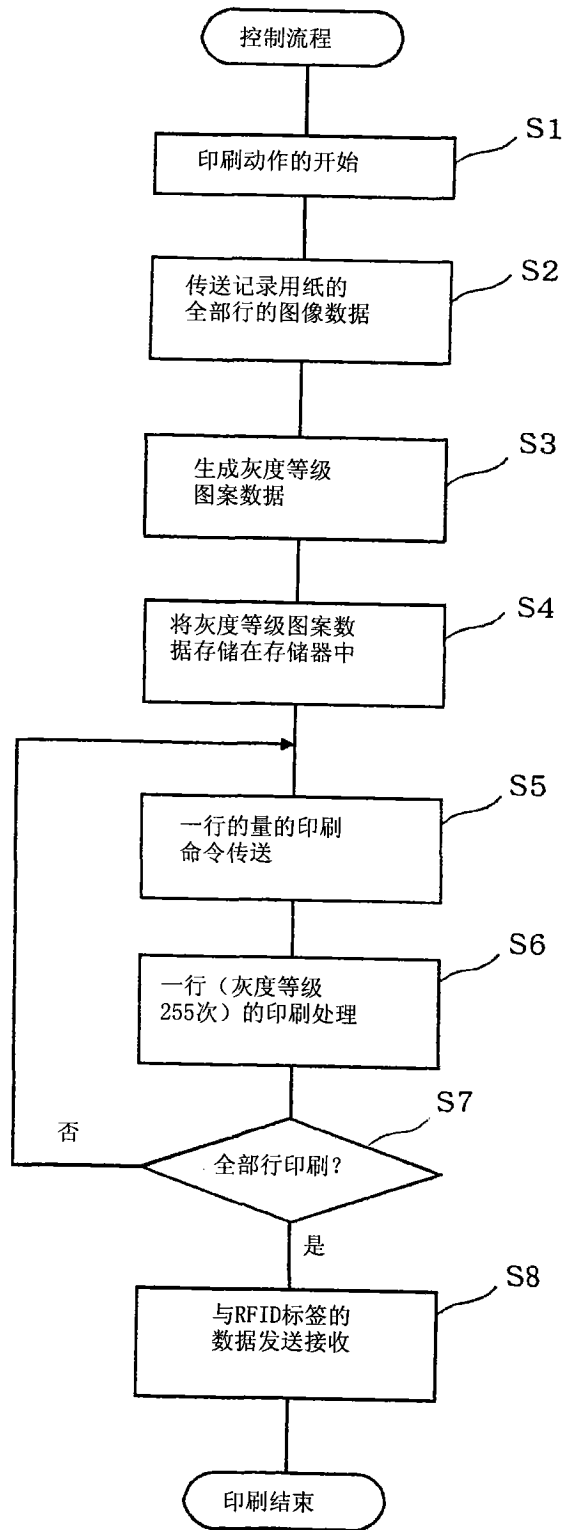 控制流程
S1
印刷动作的开始
S2
传送记录用纸的
全部行的图像数据
S3
生成灰度等级
图案数据
S4
将灰度等级图案数
据存储在存储器中
S5
一行的量的印刷
命令传送
S6
一行（灰度等级
255次）的印刷处理
S7
否
全部行印刷？
是
S8
与RFID标签的
数据发送接收
印刷结束